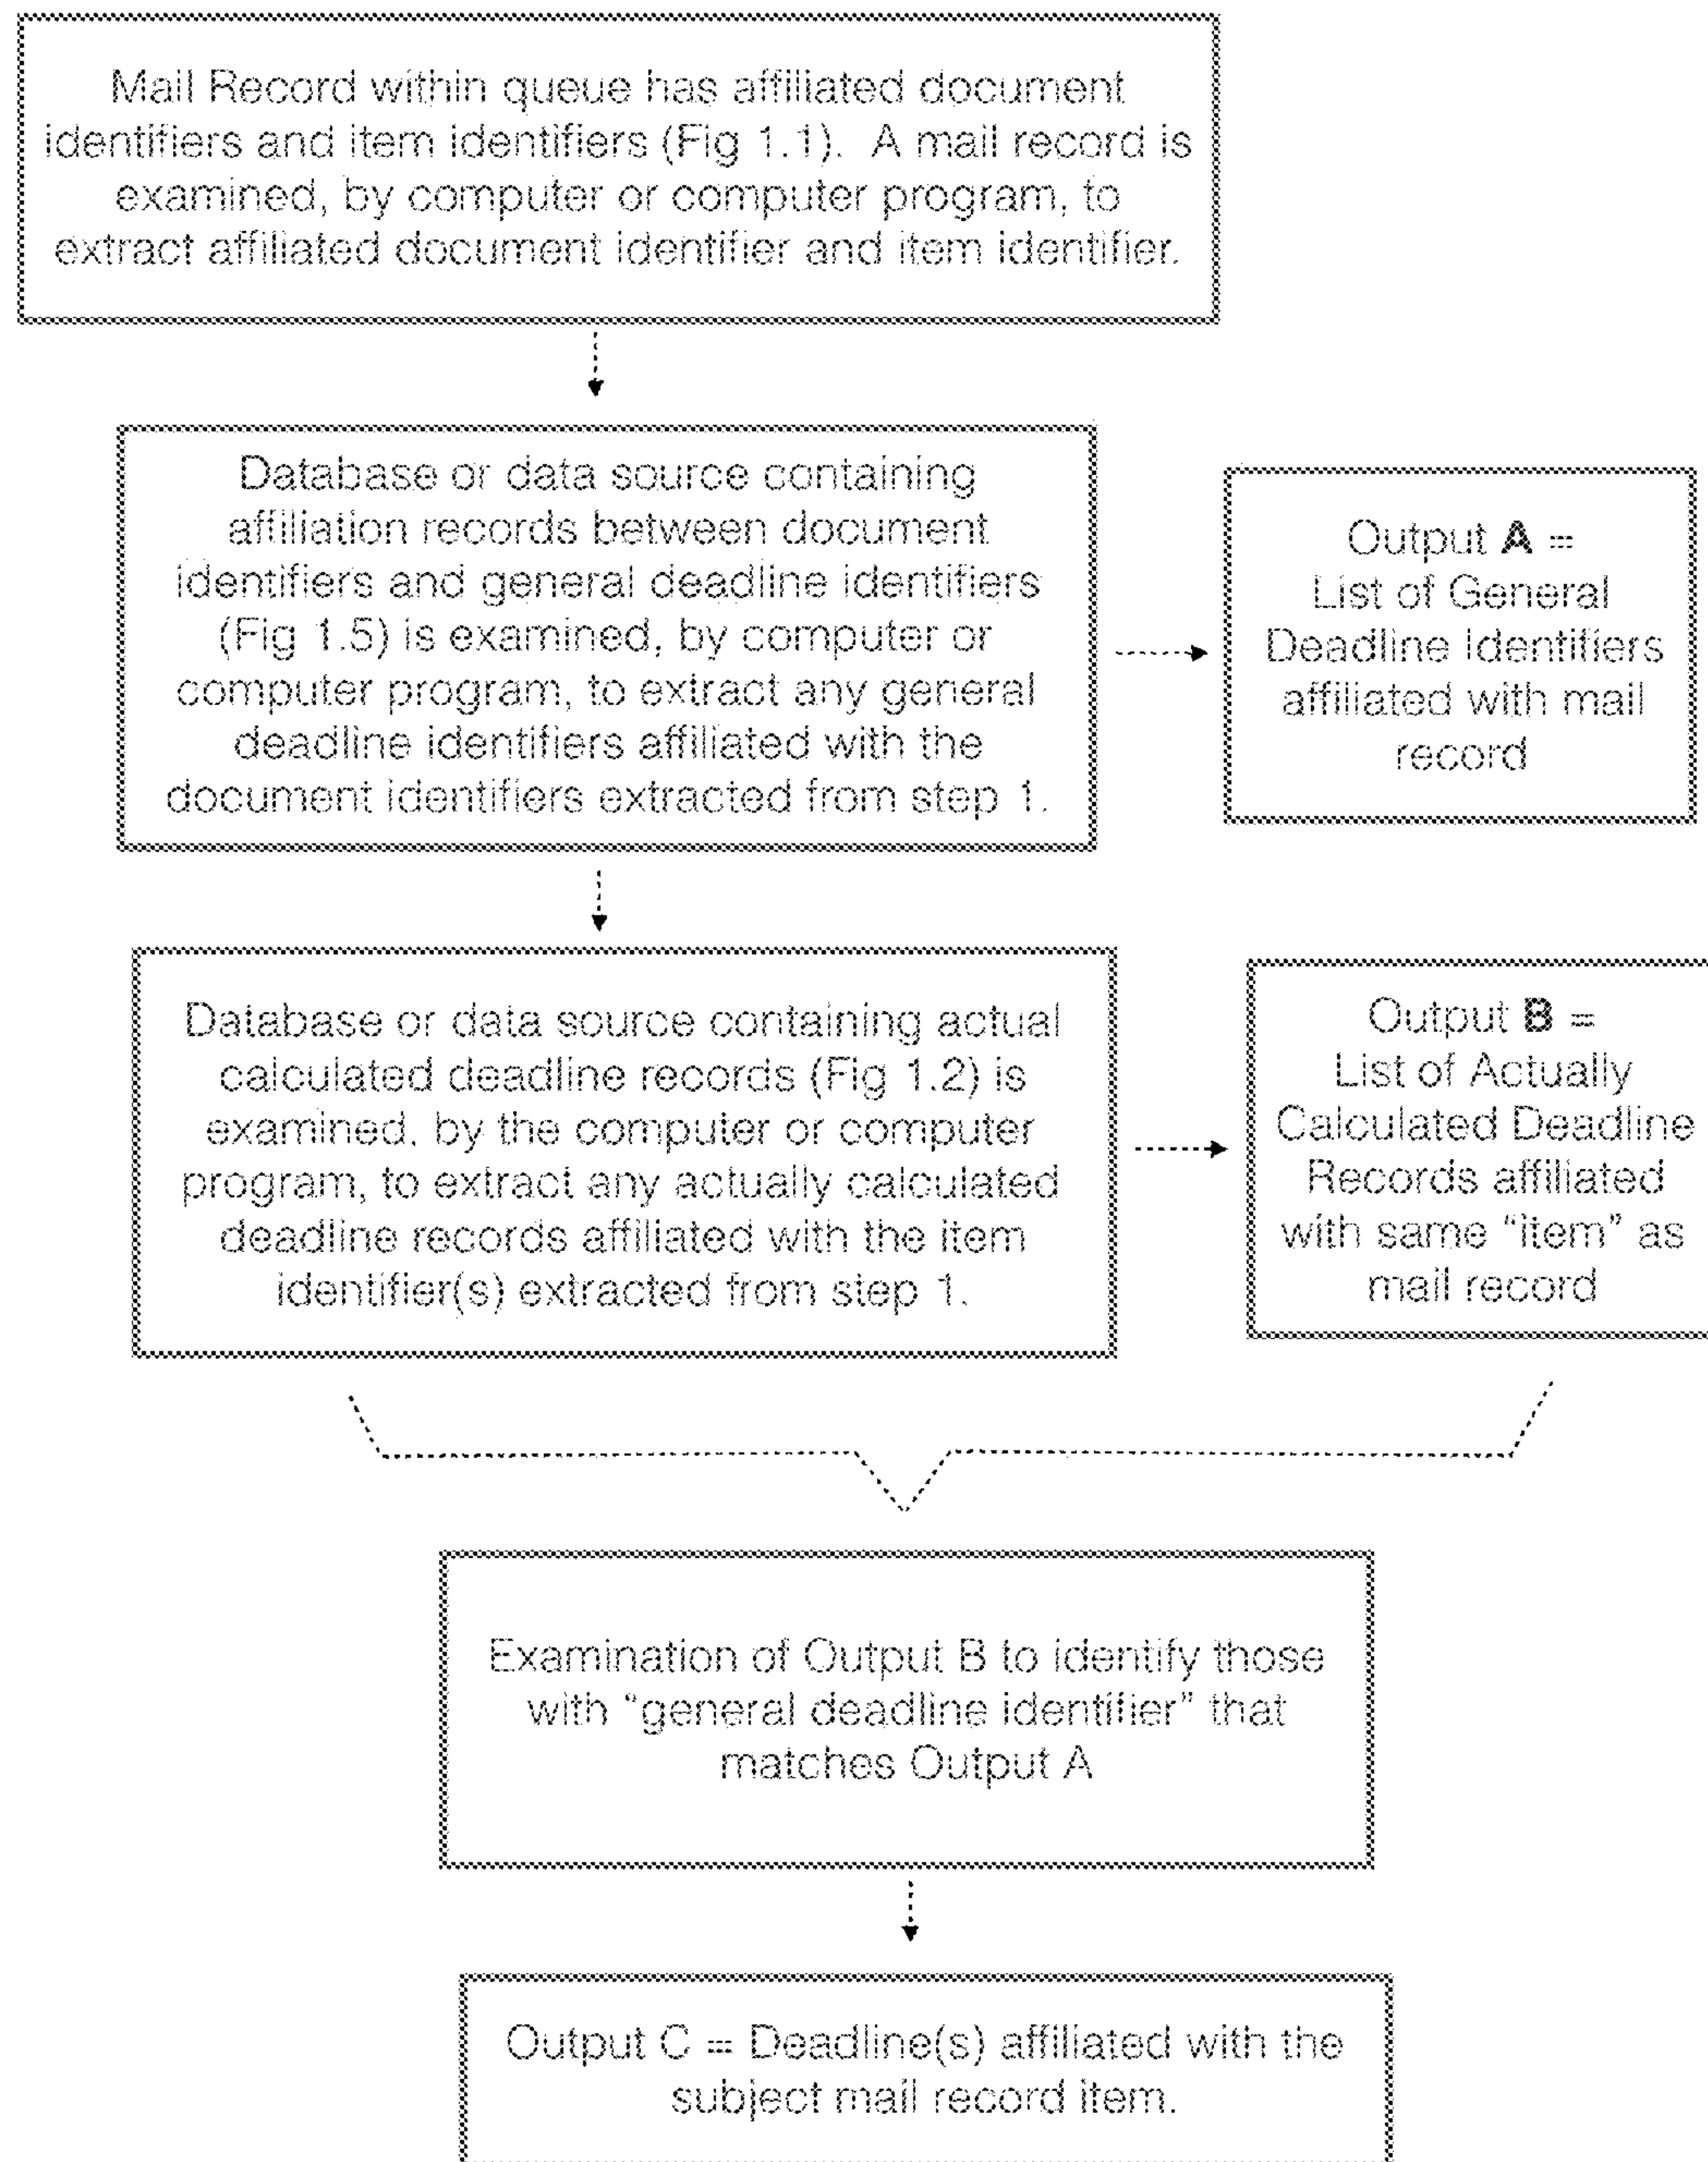 Mail Record within queue has affiliated document
identifiers and item identifiers (Fig 1.1). A mail record is
examined, by computer or computer program, to
extract affiliated document identifier and item identifier.
Database or data source containing
affiliation records between document
identifiers and general deadline identifiers
(Fig 1.5) is examined, by computer or
computer program, to extract any general
deadline identifiers affiliated with the
document identifiers extracted from step 1.
Output A =
List of General
Deadline Identifiers
affiliated with mail
record
Database or data source containing actual
calculated deadline records (Fig 1.2) is
examined, by the computer or computer
program, to extract any actually calculated
deadline records affiliated with the item
identifier(s) extracted from step 1.
Output B =
List of Actually
Calculated Deadline
Records affiliated
with same “item” as
mail record
Examination of Output B to identify those
with “general deadline identifier” that
matches Output A
Output C = Deadline(s) affiliated with the
subject mail record item.